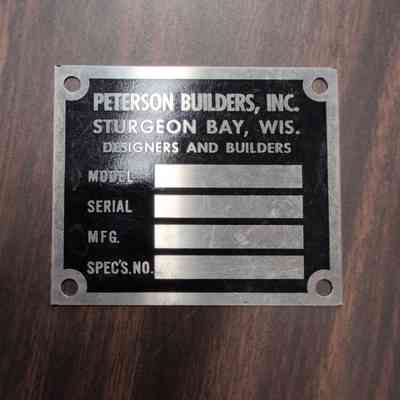 PETERSON BUILDERS, INC.
STURGEON BAY, WIS.
DESIGNERS AND BUILDERS
MODEL
SERIAL
MFG.
SPEC'S. NO.